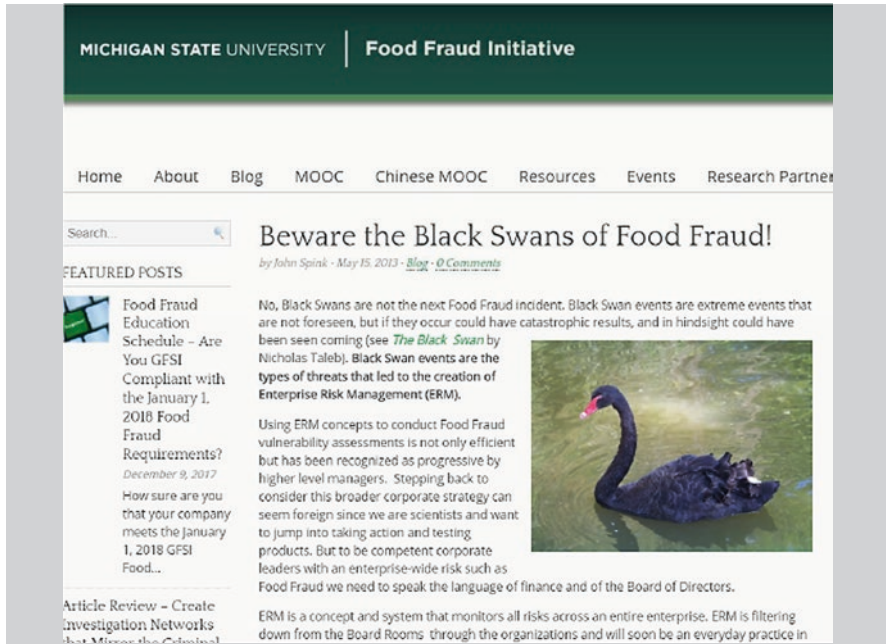 MICHIGAN STATE UNIVERSITY | Food Fraud Initiative
Home About Blog MOOC Chinese MOOC Resources Events Research Partner
Search...
FEATURED POSTS
Food Fraud
Education
Schedule – Are
You GFSI
Compliant with
the January 1,
2018 Food
Fraud
Requirements?
December 9, 2017
How sure are you
that your company
meets the January
1, 2018 GFSI
Food...
Article Review – Create
Investigation Networks
that Mirror the Criminal
Beware the Black Swans of Food Fraud!
by John Spink • May 15, 2013 • Blog • 0 Comments
No, Black Swans are not the next Food Fraud incident. Black Swan events are extreme events that
are not foreseen, but if they occur could have catastrophic results, and in hindsight could have
been seen coming (see The Black Swan by
Nicholas Taleb). Black Swan events are the
types of threats that led to the creation of
Enterprise Risk Management (ERM).
Using ERM concepts to conduct Food Fraud
vulnerability assessments is not only efficient
but has been recognized as progressive by
higher level managers. Stepping back to
consider this broader corporate strategy can
seem foreign since we are scientists and want
to jump into taking action and testing
products. But to be competent corporate
leaders with an enterprise-wide risk such as
Food Fraud we need to speak the language of finance and of the Board of Directors.
ERM is a concept and system that monitors all risks across an entire enterprise. ERM is filtering
down from the Board Rooms through the organizations and will soon be an everyday practice in